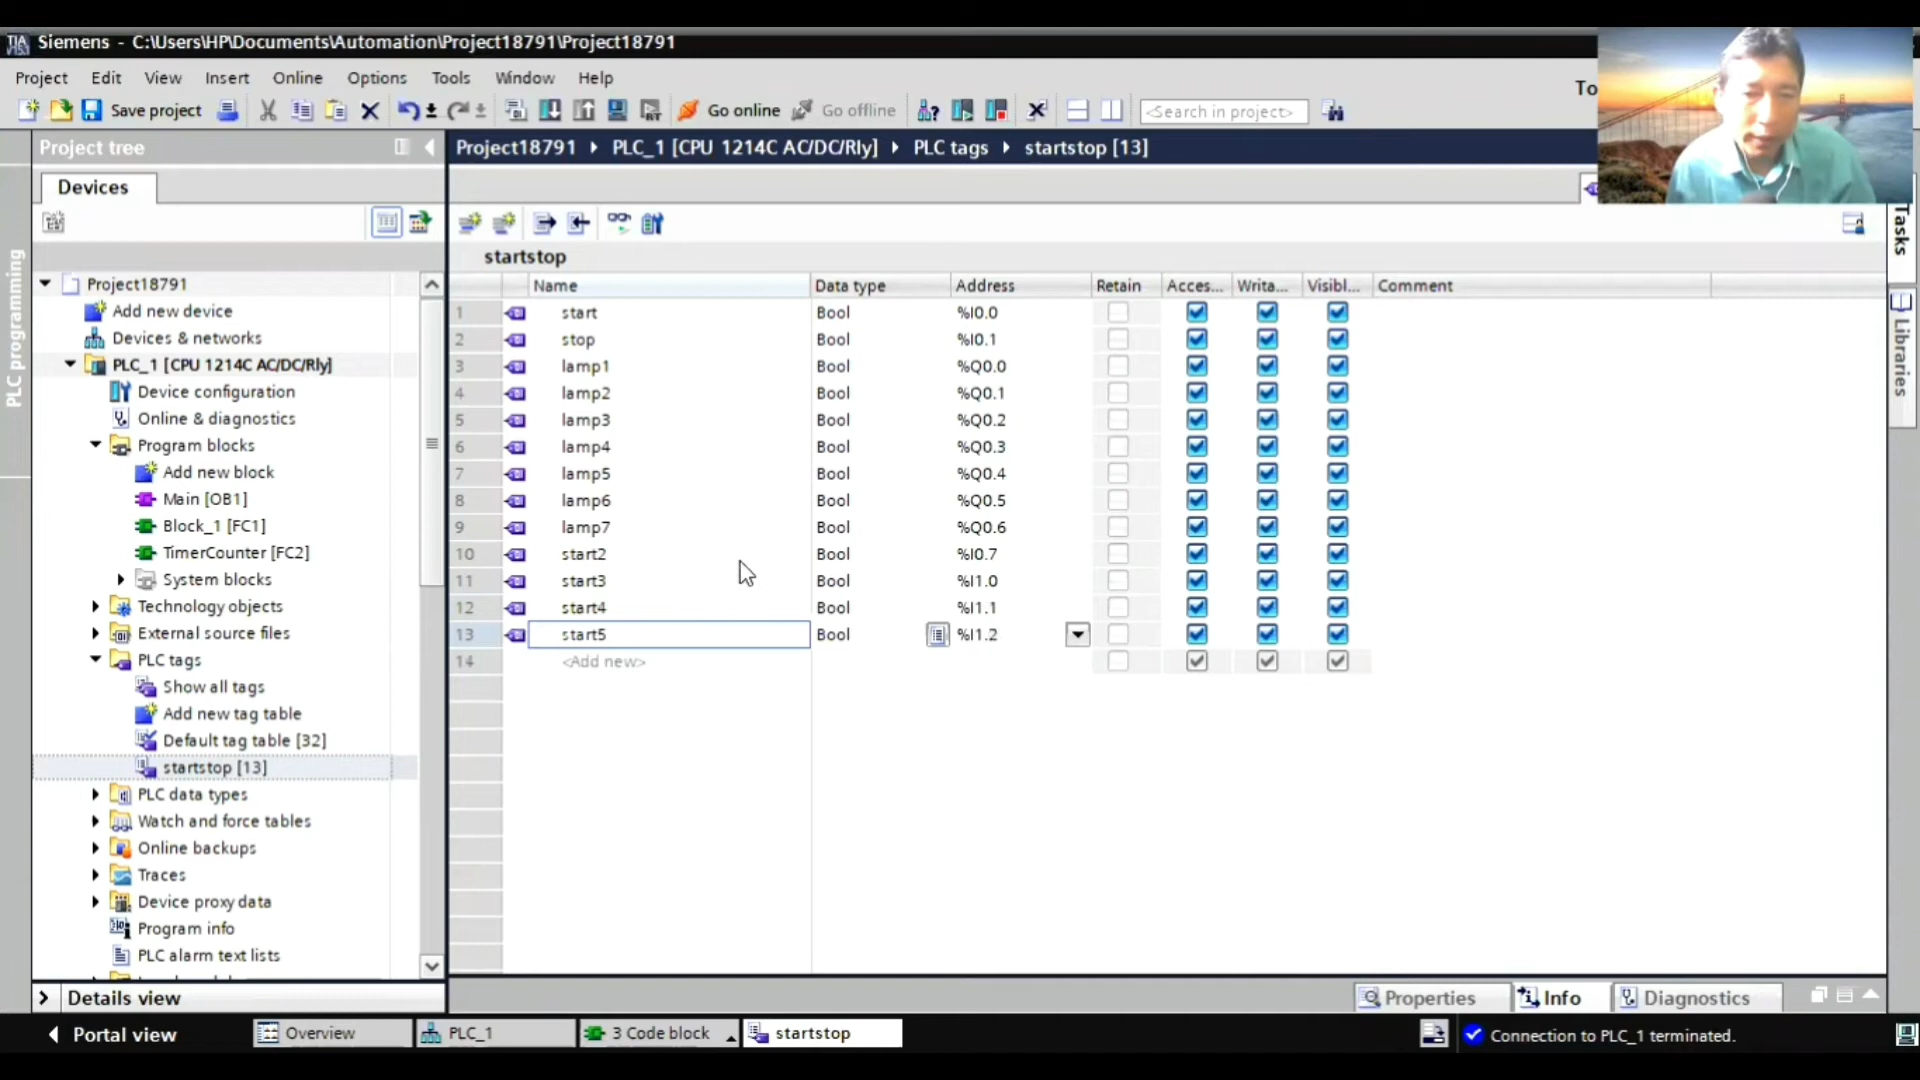 Siemens - C:\Users\HP\Documents\Automation\Project18791\Project18791
Project Edit View Insert Online Options Tools Window Help
To
Save project Go online Go offline <Search in project>
Project tree
Project18791 PLC_1 [CPU 1214C AC/DC/Rly] PLC tags startstop [13]
Devices
PLC programming
Tasks
Libraries
startstop
Name Data type Address Retain Acces... Writa... Visibl... Comment
1 start Bool %I0.0
2 stop Bool %I0.1
3 lamp1 Bool %Q0.0
4 lamp2 Bool %Q0.1
5 lamp3 Bool %Q0.2
6 lamp4 Bool %Q0.3
7 lamp5 Bool %Q0.4
8 lamp6 Bool %Q0.5
9 lamp7 Bool %Q0.6
10 start2 Bool %I0.7
11 start3 Bool %I1.0
12 start4 Bool %I1.1
13 start5 Bool %I1.2
14 <Add new>
Project18791
Add new device
Devices & networks
PLC_1 [CPU 1214C AC/DC/Rly]
Device configuration
Online & diagnostics
Program blocks
Add new block
Main [OB1]
Block_1 [FC1]
TimerCounter [FC2]
System blocks
Technology objects
External source files
PLC tags
Show all tags
Add new tag table
Default tag table [32]
startstop [13]
PLC data types
Watch and force tables
Online backups
Traces
Device proxy data
Program info
PLC alarm text lists
Details view
Properties Info Diagnostics
Portal view Overview PLC_1 3 Code block startstop Connection to PLC_1 terminated.